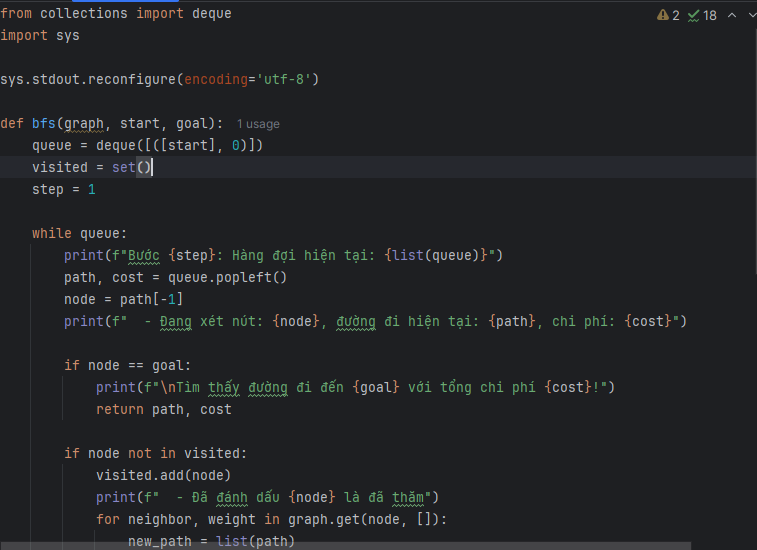 from collections import deque
2 18
import sys
sys.stdout.reconfigure(encoding='utf-8')
def bfs(graph, start, goal): 1 usage
    queue = deque([([start], 0)])
    visited = set()
    step = 1
    while queue:
        print(f"Bước {step}: Hàng đợi hiện tại: {list(queue)}")
        path, cost = queue.popleft()
        node = path[-1]
        print(f"  - Đang xét nút: {node}, đường đi hiện tại: {path}, chi phí: {cost}")
        if node == goal:
            print(f"\nTìm thấy đường đi đến {goal} với tổng chi phí {cost}!")
            return path, cost
        if node not in visited:
            visited.add(node)
            print(f"  - Đã đánh dấu {node} là đã thăm")
            for neighbor, weight in graph.get(node, []):
                new_path = list(path)